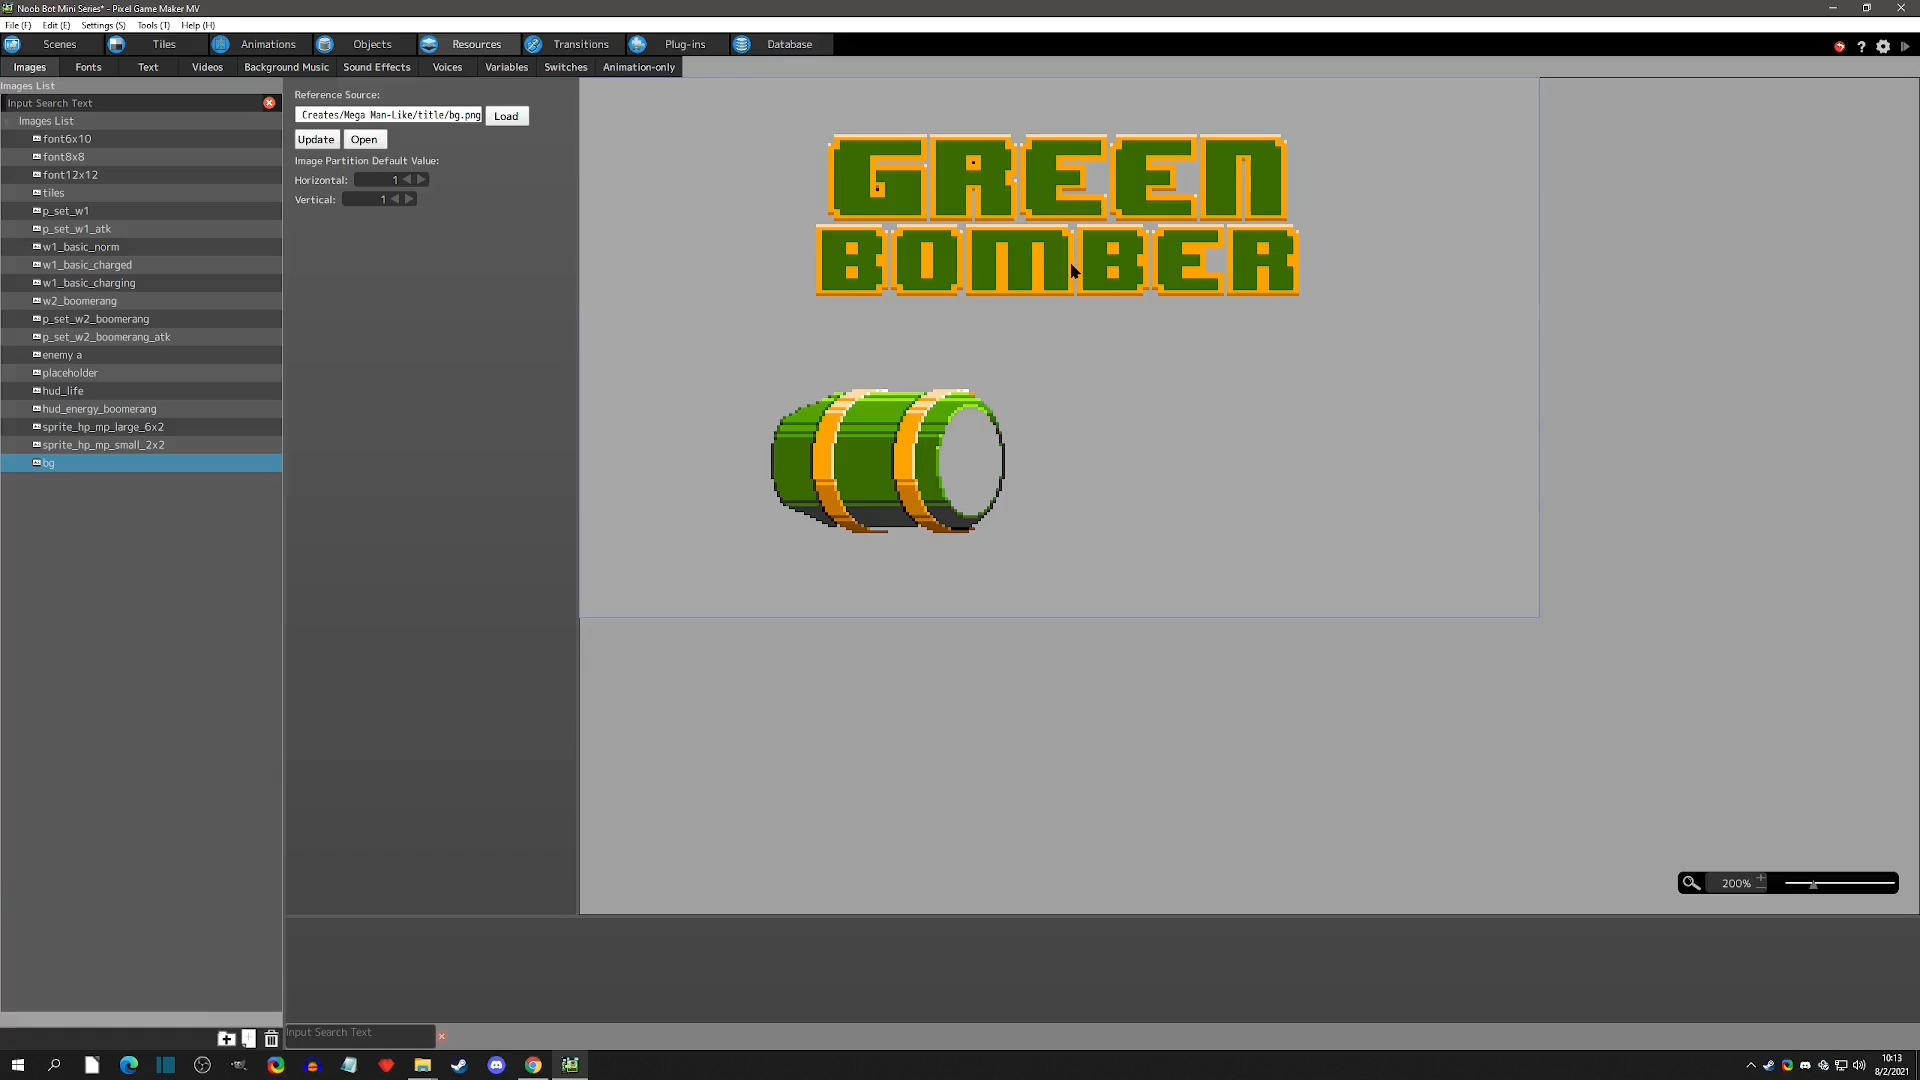 Noob Bot Mini Series* - Pixel Game Maker MV
File (F) Edit (E) Settings (S) Tools (T) Help (H)
Scenes Tiles Animations Objects Resources Transitions Plug-ins Database
Images Fonts Text Videos Background Music Sound Effects Voices Variables Switches Animation-only
Images List
Input Search Text
Images List
font6x10
font8x8
font12x12
tiles
p_set_w1
p_set_w1_atk
w1_basic_norm
w1_basic_charged
w1_basic_charging
w2_boomerang
p_set_w2_boomerang
p_set_w2_boomerang_atk
enemy a
placeholder
hud_life
hud_energy_boomerang
sprite_hp_mp_large_6x2
sprite_hp_mp_small_2x2
bg
Reference Source:
Creates/Mega Man-Like/title/bg.png Load
Update Open
Image Partition Default Value:
Horizontal: 1
Vertical: 1
GREEN
BOMBER
200%
Input Search Text
10:13
8/2/2021